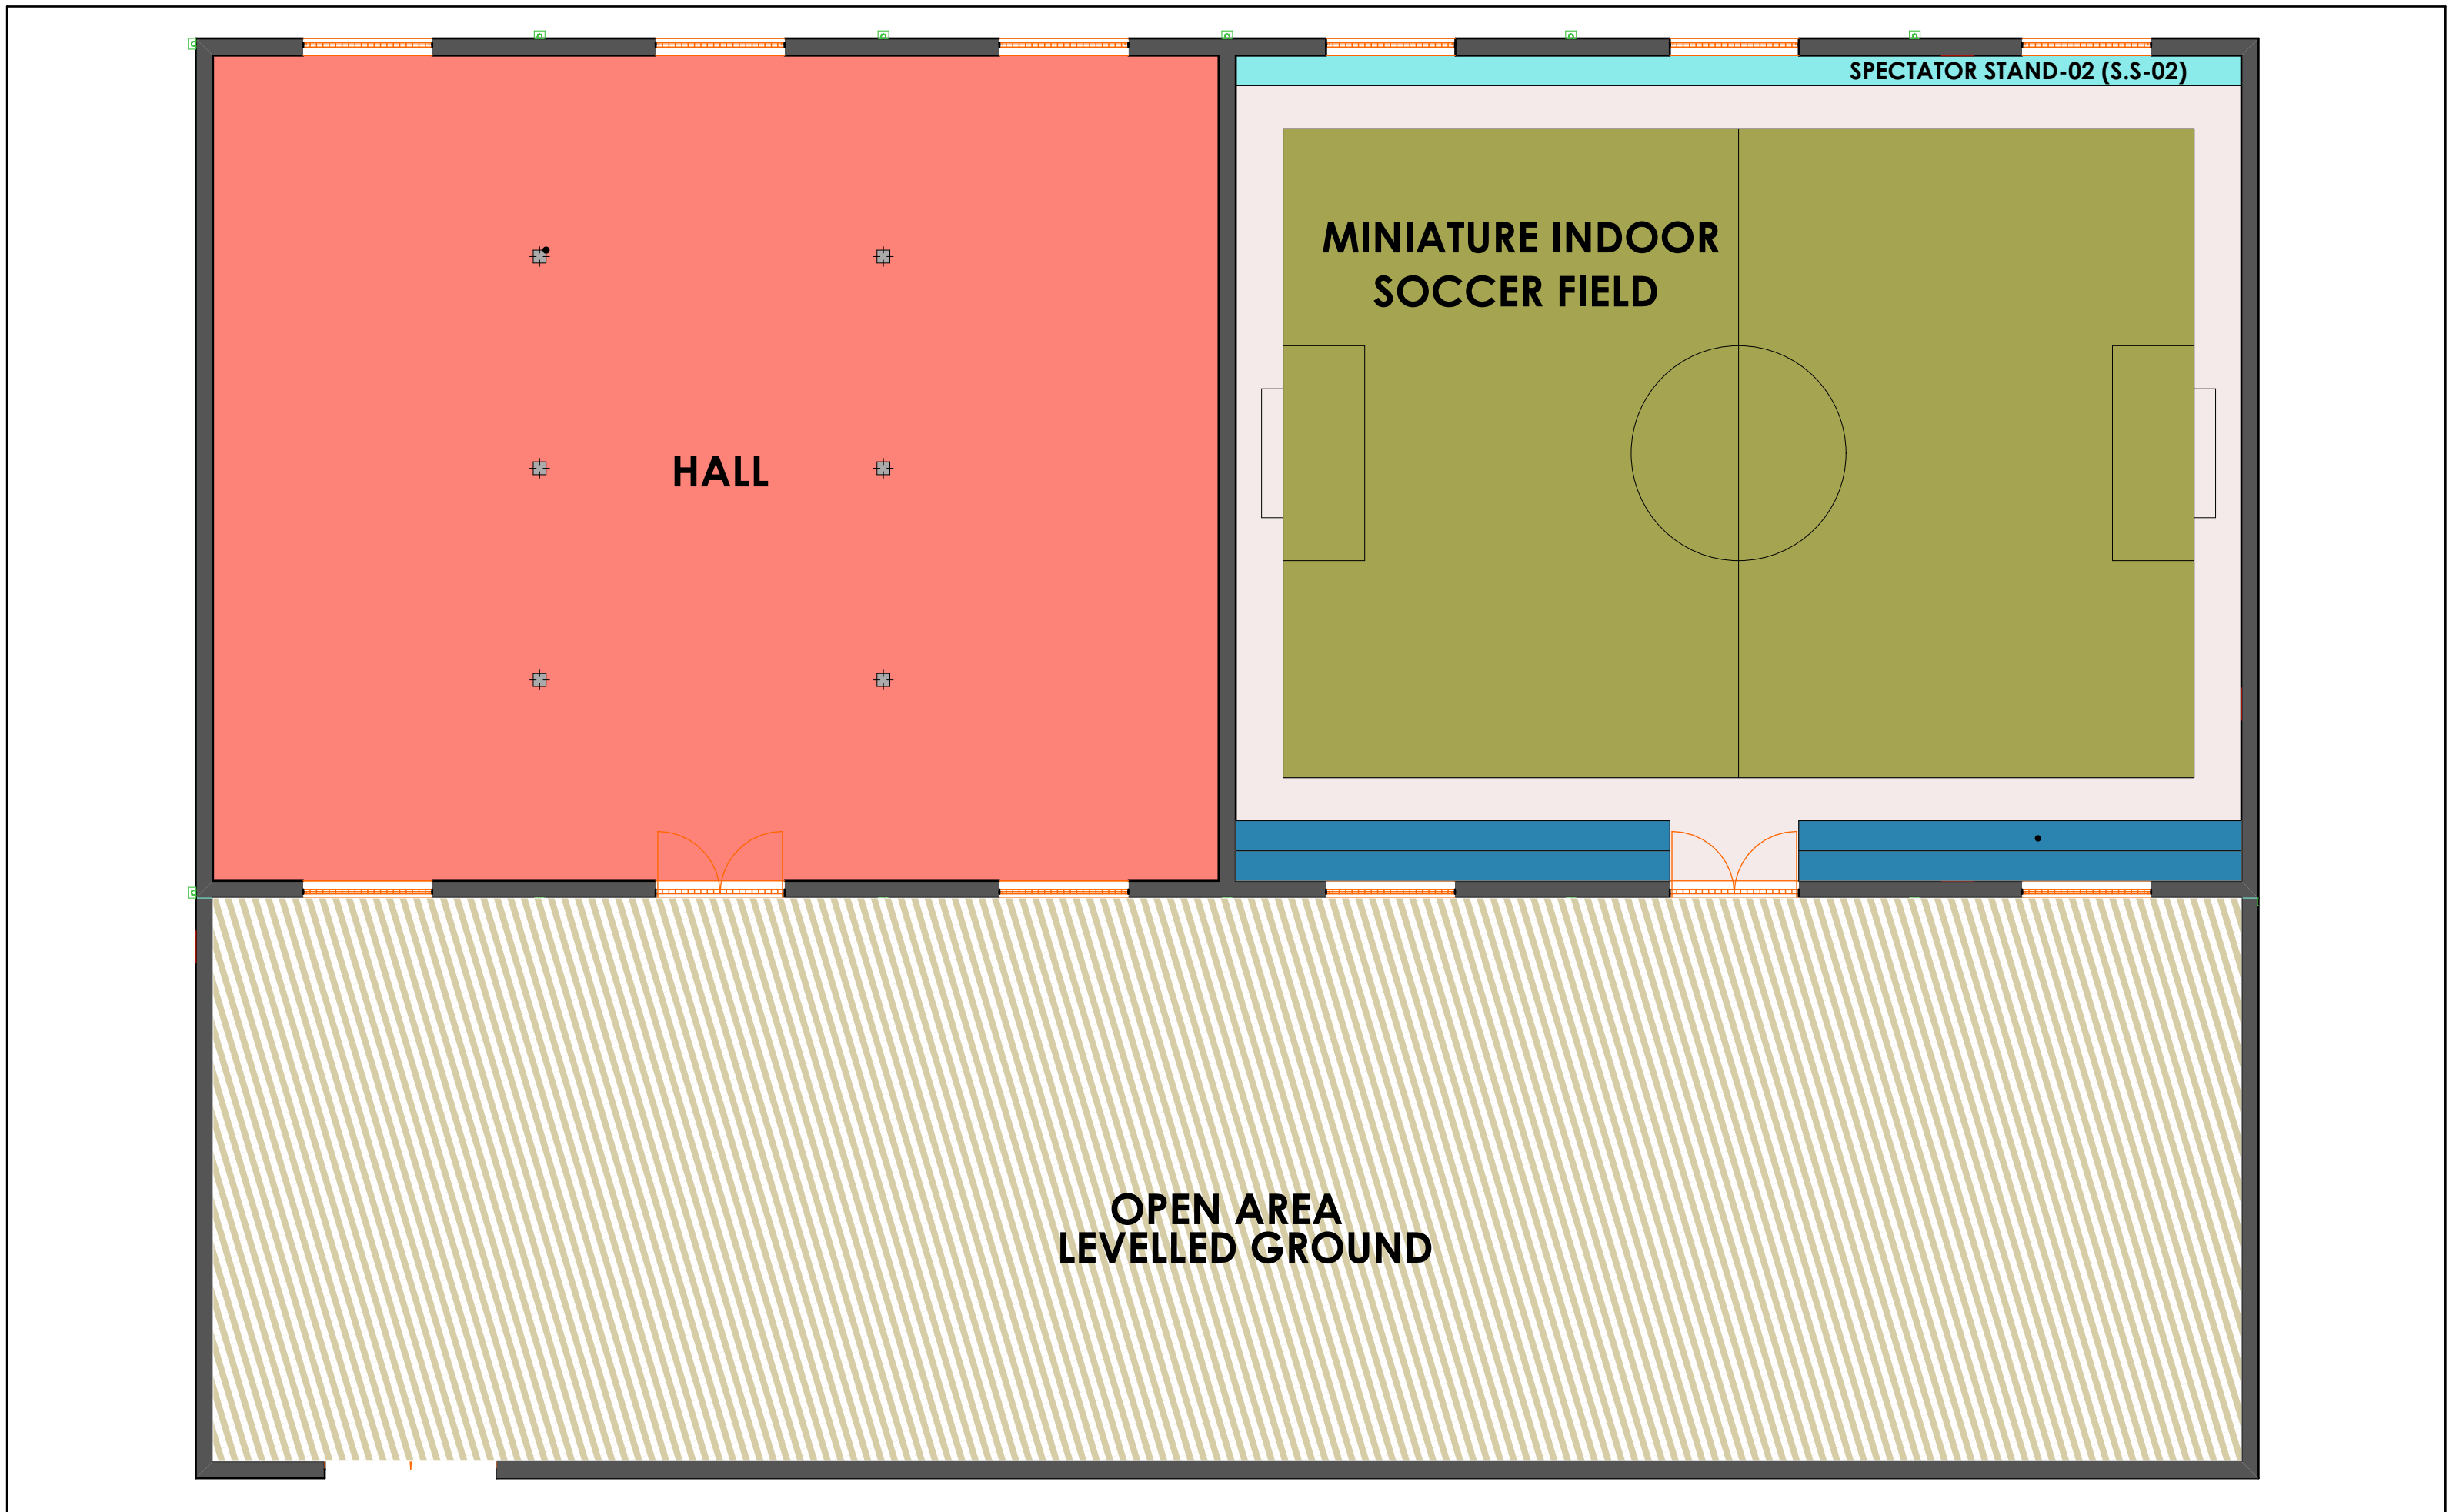 SPECTATOR STAND-02 (S.S-02)
MINIATURE INDOOR
SOCCER FIELD
HALL
OPEN AREA
LEVELLED GROUND